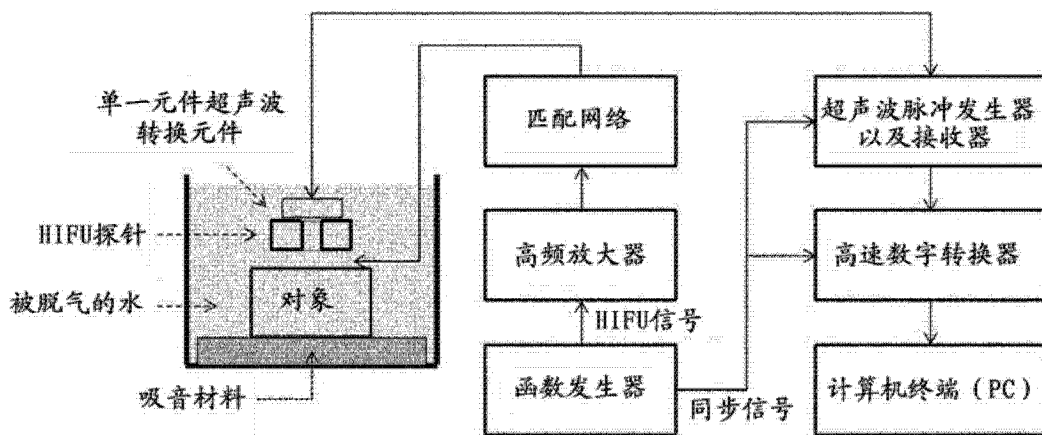 单一元件超声波
转换元件
HIFU探针
被脱气的水
对象
吸音材料
匹配网络
高频放大器
HIFU信号
函数发生器
同步信号
超声波脉冲发生器
以及接收器
高速数字转换器
计算机终端（PC）